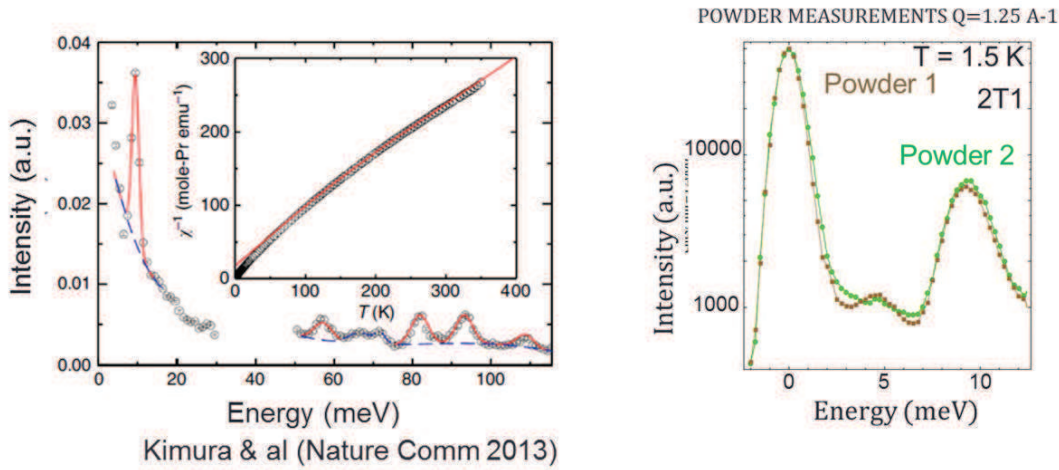 POWDER MEASUREMENTS Q=1.25 A-1
0.04
0.03
0.02
0.01
0.00
Intensity (a.u.)
0 20 40 60 80 100
Energy (meV)
300
200
100
0
χ⁻¹ (mole-Pr emu⁻¹)
0 100 200 300 400
T (K)
Kimura & al (Nature Comm 2013)
T = 1.5 K
Powder 1
2T1
Powder 2
10000
1000
Intensity (a.u.)
0 5 10
Energy (meV)